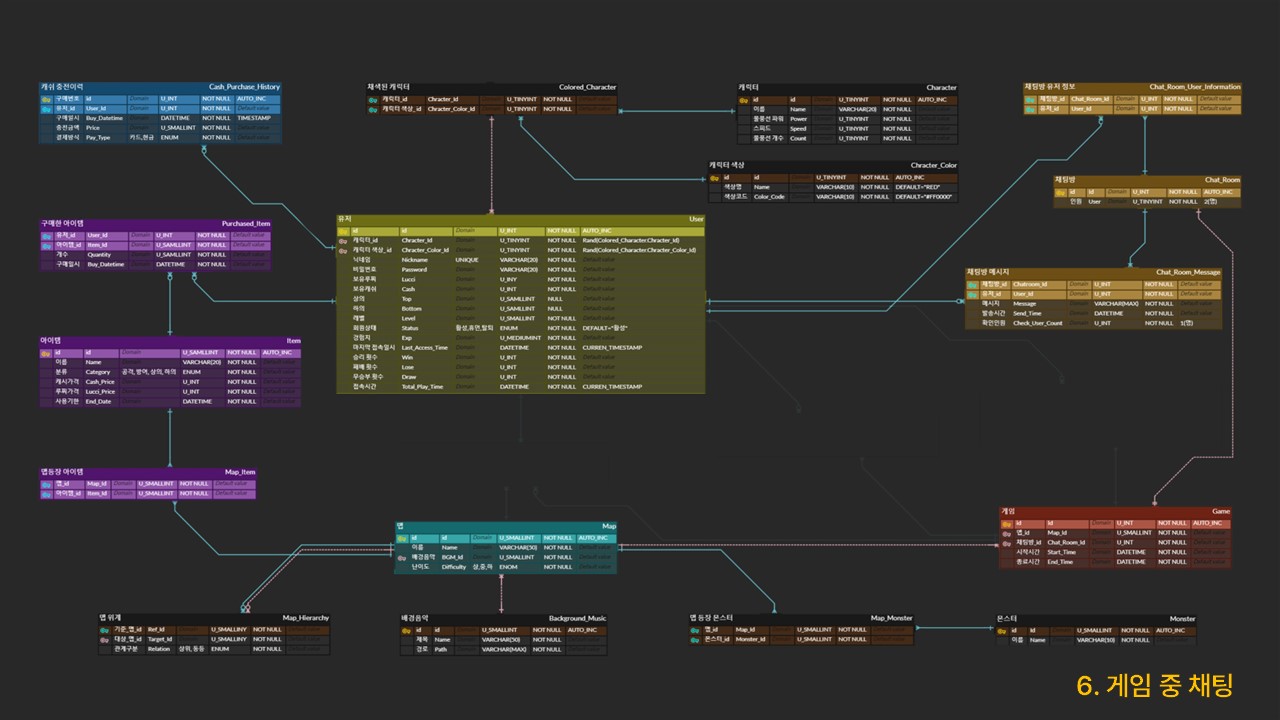 캐쉬 충전이력 Cash_Purchase_History
구매번호 id Domain U_INT NOT NULL AUTO_INC
유저_id User_Id Domain U_INT NOT NULL Default value
구매일시 Buy_Datetime DATETIME NOT NULL TIMESTAMP
충전금액 Price U_SMALLINT NOT NULL Default value
결제방식 Pay_Type 카드,현금 ENUM NOT NULL Default value
채색된 캐릭터 Colored_Character
캐릭터_id Chracter_Id Domain U_TINYINT NOT NULL Default value
캐릭터 색상_id Chracter_Color_Id Domain U_TINYINT NOT NULL Default value
캐릭터 Character
id id Domain U_TINYINT NOT NULL AUTO_INC
이름 Name Domain VARCHAR(20) NOT NULL Default value
물풍선 파워 Power Domain U_TINYINT NOT NULL Default value
스피드 Speed Domain U_TINYINT NOT NULL Default value
물풍선 개수 Count Domain U_TINYINT NOT NULL Default value
캐릭터 색상 Chracter_Color
id id Domain U_TINYINT NOT NULL AUTO_INC
색상명 Name Domain VARCHAR(10) NOT NULL DEFAULT="RED"
색상코드 Color_Code Domain VARCHAR(10) NOT NULL DEFAULT="#FF0000"
채팅방 유저 정보 Chat_Room_User_Information
채팅방_id Chat_Room_Id Domain U_INT NOT NULL Default value
유저_id User_Id Domain U_INT NOT NULL Default value
채팅방 Chat_Room
id Id Domain U_INT NOT NULL AUTO_INC
인원 User Domain U_TINYINT NOT NULL 2(명)
채팅방 메시지 Chat_Room_Message
채팅방_id Chatroom_Id Domain U_INT NOT NULL Default value
유저_id User_Id Domain U_INT NOT NULL Default value
메시지 Message Domain VARCHAR(MAX) NOT NULL Default value
발송시간 Send_Time Domain DATETIME NOT NULL Default value
확인인원 Check_User_Count Domain U_INT NOT NULL 1(명)
구매한 아이템 Purchased_Item
유저_id User_Id Domain U_INT NOT NULL Default value
아이템_id Item_Id Domain U_SAMLLINT NOT NULL Default value
개수 Quantity Domain U_SAMLLINT NOT NULL Default value
구매일시 Buy_Datetime Domain DATETIME NOT NULL Default value
유저 User
id id Domain U_INT NOT NULL AUTO_INC
캐릭터_id Chracter_Id Domain U_TINYINT NOT NULL Rand(Colored_Chracter.Chracter_Id)
캐릭터 색상_id Chracter_Color_Id Domain U_TINYINT NOT NULL Rand(Colored_Chracter.Chracter_Color_Id)
닉네임 Nickname UNIQUE VARCHAR(20) NOT NULL Default value
비밀번호 Password Domain VARCHAR(20) NOT NULL Default value
보유루찌 Lucci Domain U_INY NOT NULL Default value
보유캐쉬 Cash Domain U_INT NOT NULL Default value
상의 Top Domain U_SAMLLINT NULL Default value
하의 Bottom Domain U_SAMLLINT NULL Default value
레벨 Level Domain U_SMALLINT NOT NULL Default value
회원상태 Status 활성,휴면,탈퇴 ENUM NOT NULL DEFAULT="활성"
경험치 Exp Domain U_MEDIUMINT NOT NULL Default value
마지막 접속일시 Last_Access_Time Domain DATETIME NOT NULL CURREN_TIMESTAMP
승리 횟수 Win Domain U_INT NOT NULL Default value
패배 횟수 Lose Domain U_INT NOT NULL Default value
무승부 횟수 Draw Domain U_INT NOT NULL Default value
접속시간 Total_Play_Time Domain DATETIME NOT NULL CURREN_TIMESTAMP
아이템 Item
id id Domain U_SAMLLINT NOT NULL AUTO_INC
이름 Name Domain VARCHAR(20) NOT NULL Default value
분류 Category 공격,방어,상의,하의 ENUM NOT NULL Default value
캐시가격 Cash_Price Domain U_INT NOT NULL Default value
루찌가격 Lucci_Price Domain U_INT NOT NULL Default value
사용기한 End_Date Domain DATETIME NOT NULL Default value
맵등장 아이템 Map_Item
맵_id Map_Id Domain U_SMALLINT NOT NULL Default value
아이템_id Item_Id Domain U_SMALLINT NOT NULL Default value
맵 Map
id id Domain U_SMALLINT NOT NULL AUTO_INC
이름 Name Domain VARCHAR(30) NOT NULL Default value
배경음악 BGM_Id Domain U_SMALLINT NOT NULL Default value
난이도 Difficulty 상,중,하 ENOM NOT NULL Default value
게임 Game
id Id Domain U_INT NOT NULL AUTO_INC
맵_id Map_Id Domain U_SMALLINT NOT NULL Default value
채팅방_id Chat_Room_Id Domain U_INT NOT NULL Default value
시작시간 Start_Time Domain DATETIME NOT NULL Default value
종료시간 End_Time Domain DATETIME NOT NULL Default value
맵 위계 Map_Hierarchy
기준_맵_id Ref_Id Domain U_SMALLINY NOT NULL Default value
대상_맵_id Target_Id Domain U_SMALLINY NOT NULL Default value
관계구분 Relation 상위,동등 ENUM NOT NULL Default value
배경음악 Background_Music
id id Domain U_SMALLINT NOT NULL AUTO_INC
제목 Name Domain VARCHAR(50) NOT NULL Default value
경로 Path Domain VARCHAR(MAX) NOT NULL Default value
맵 등장 몬스터 Map_Monster
맵_id Map_Id Domain U_SMALLINT NOT NULL Default value
몬스터_id Monster_Id Domain U_SMALLINT NOT NULL Default value
몬스터 Monster
id id Domain U_SMALLINT NOT NULL AUTO_INC
이름 Name Domain VARCHAR(30) NOT NULL Default value
6. 게임 중 채팅